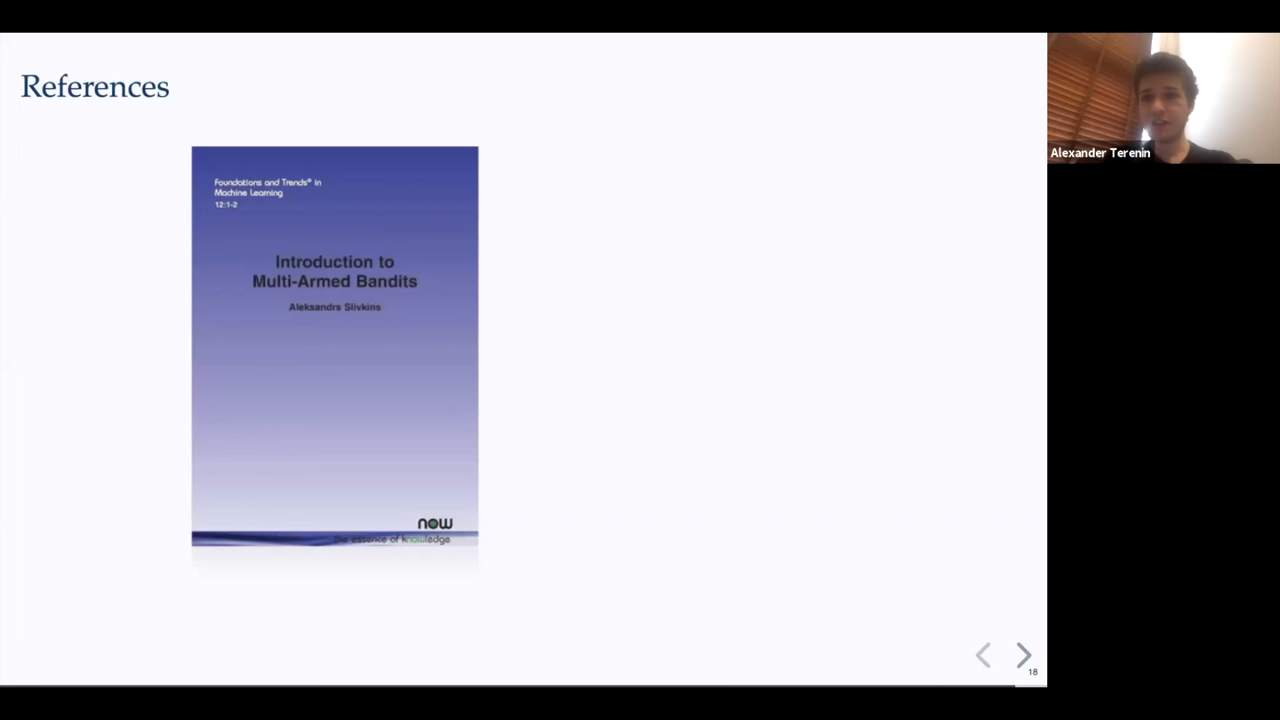 References
Foundations and Trends® in
Machine Learning
12:1-2
Introduction to
Multi-Armed Bandits
Aleksandrs Slivkins
now
the essence of knowledge
Alexander Terenin
18